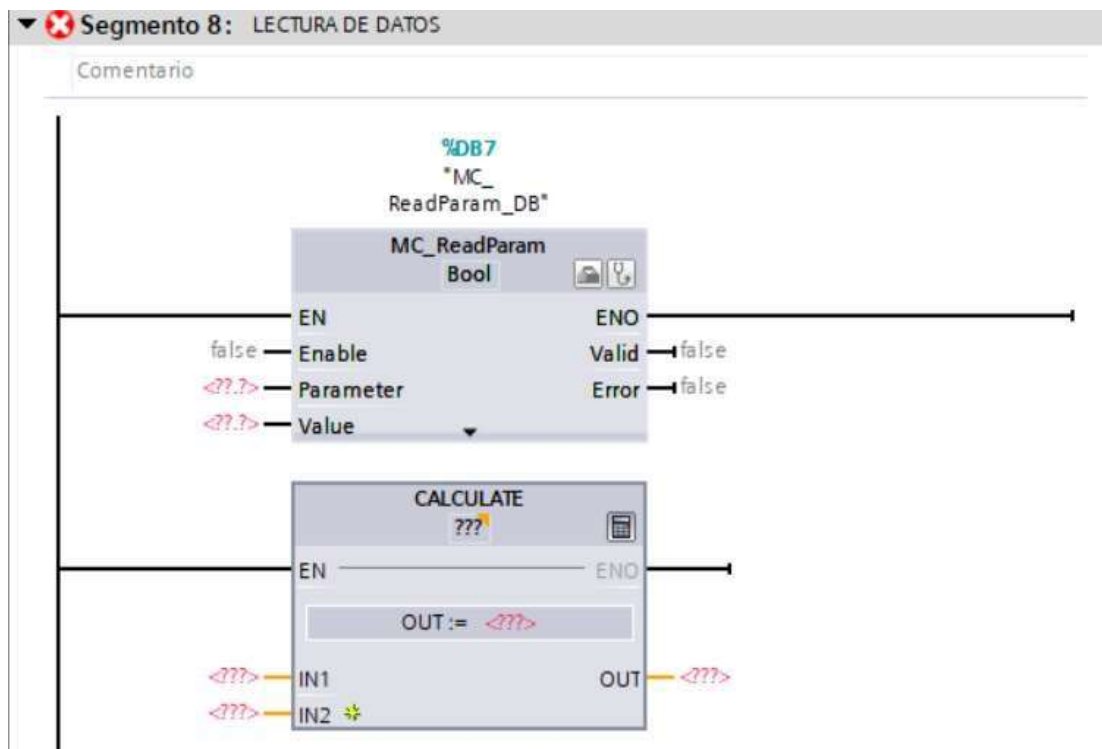 Segmento 8: LECTURA DE DATOS
Comentario
%DB7
"MC_
ReadParam_DB"
MC_ReadParam
Bool
EN ENO
false Enable Valid false
<??.?> Parameter Error false
<??.?> Value
CALCULATE
???
EN ENO
OUT := <???>
<???> IN1 OUT <???>
<???> IN2